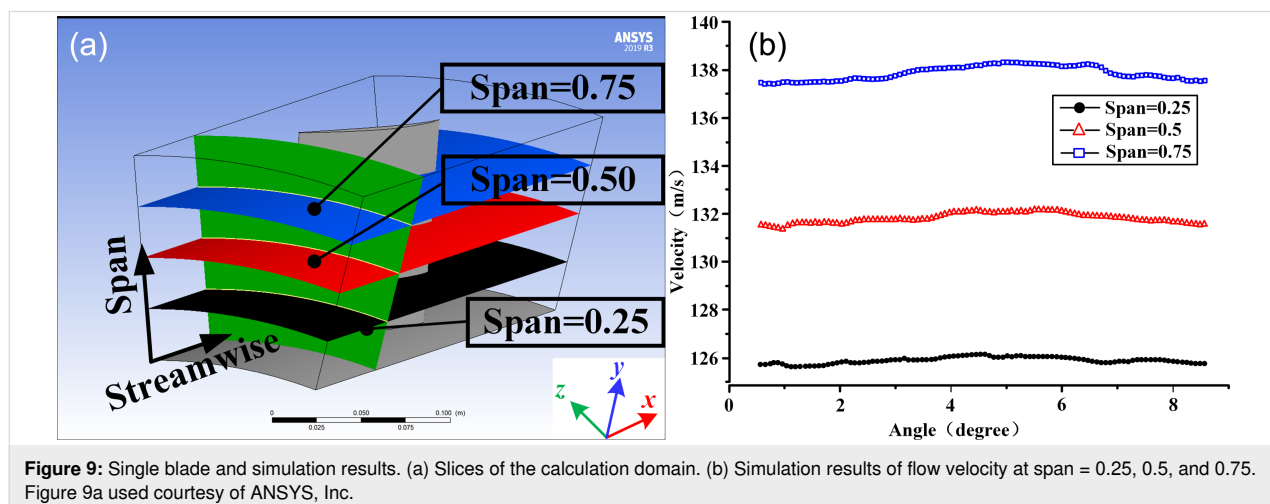 (a)
ANSYS
2019 R3
Span=0.75
Span=0.50
Span=0.25
Span
Streamwise
0 0.050 0.100 (m)
0.025 0.075
z y x
(b)
140
138
136
134
132
130
128
126
Velocity（m/s）
Span=0.25
Span=0.5
Span=0.75
0 2 4 6 8
Angle（degree）
Figure 9: Single blade and simulation results. (a) Slices of the calculation domain. (b) Simulation results of flow velocity at span = 0.25, 0.5, and 0.75.
Figure 9a used courtesy of ANSYS, Inc.